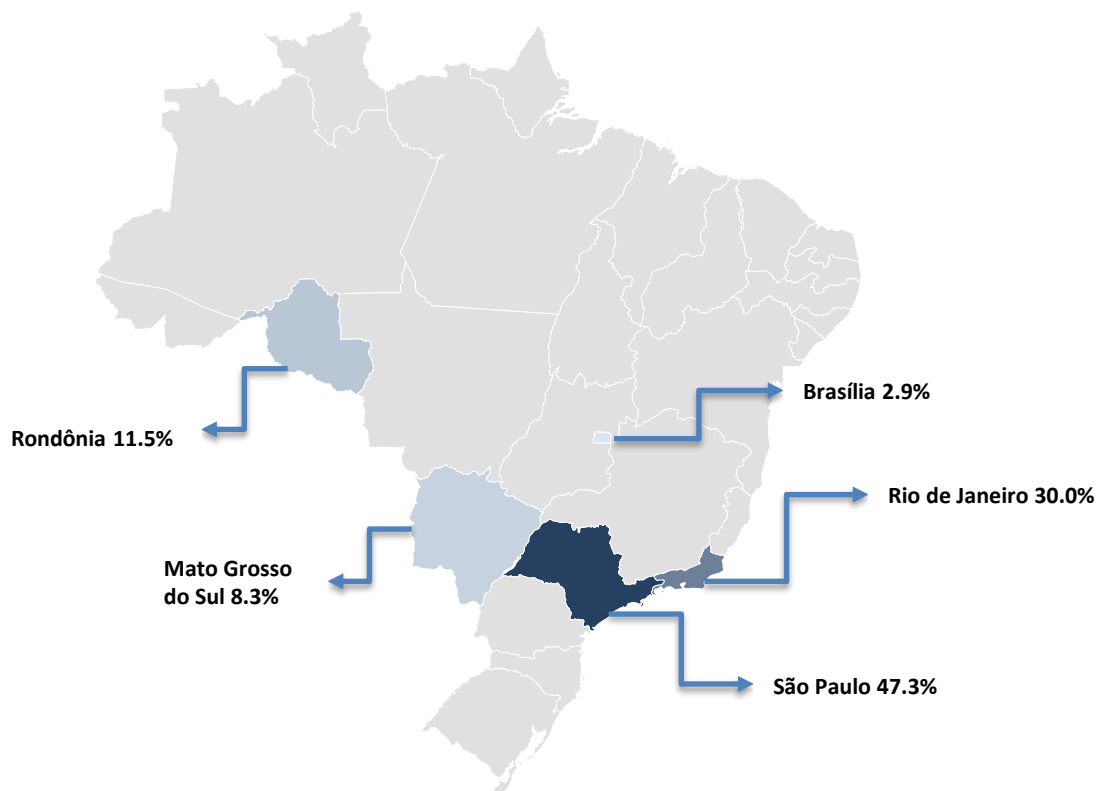 Brasília 2.9%
Rondônia 11.5%
Rio de Janeiro 30.0%
Mato Grosso
do Sul 8.3%
São Paulo 47.3%